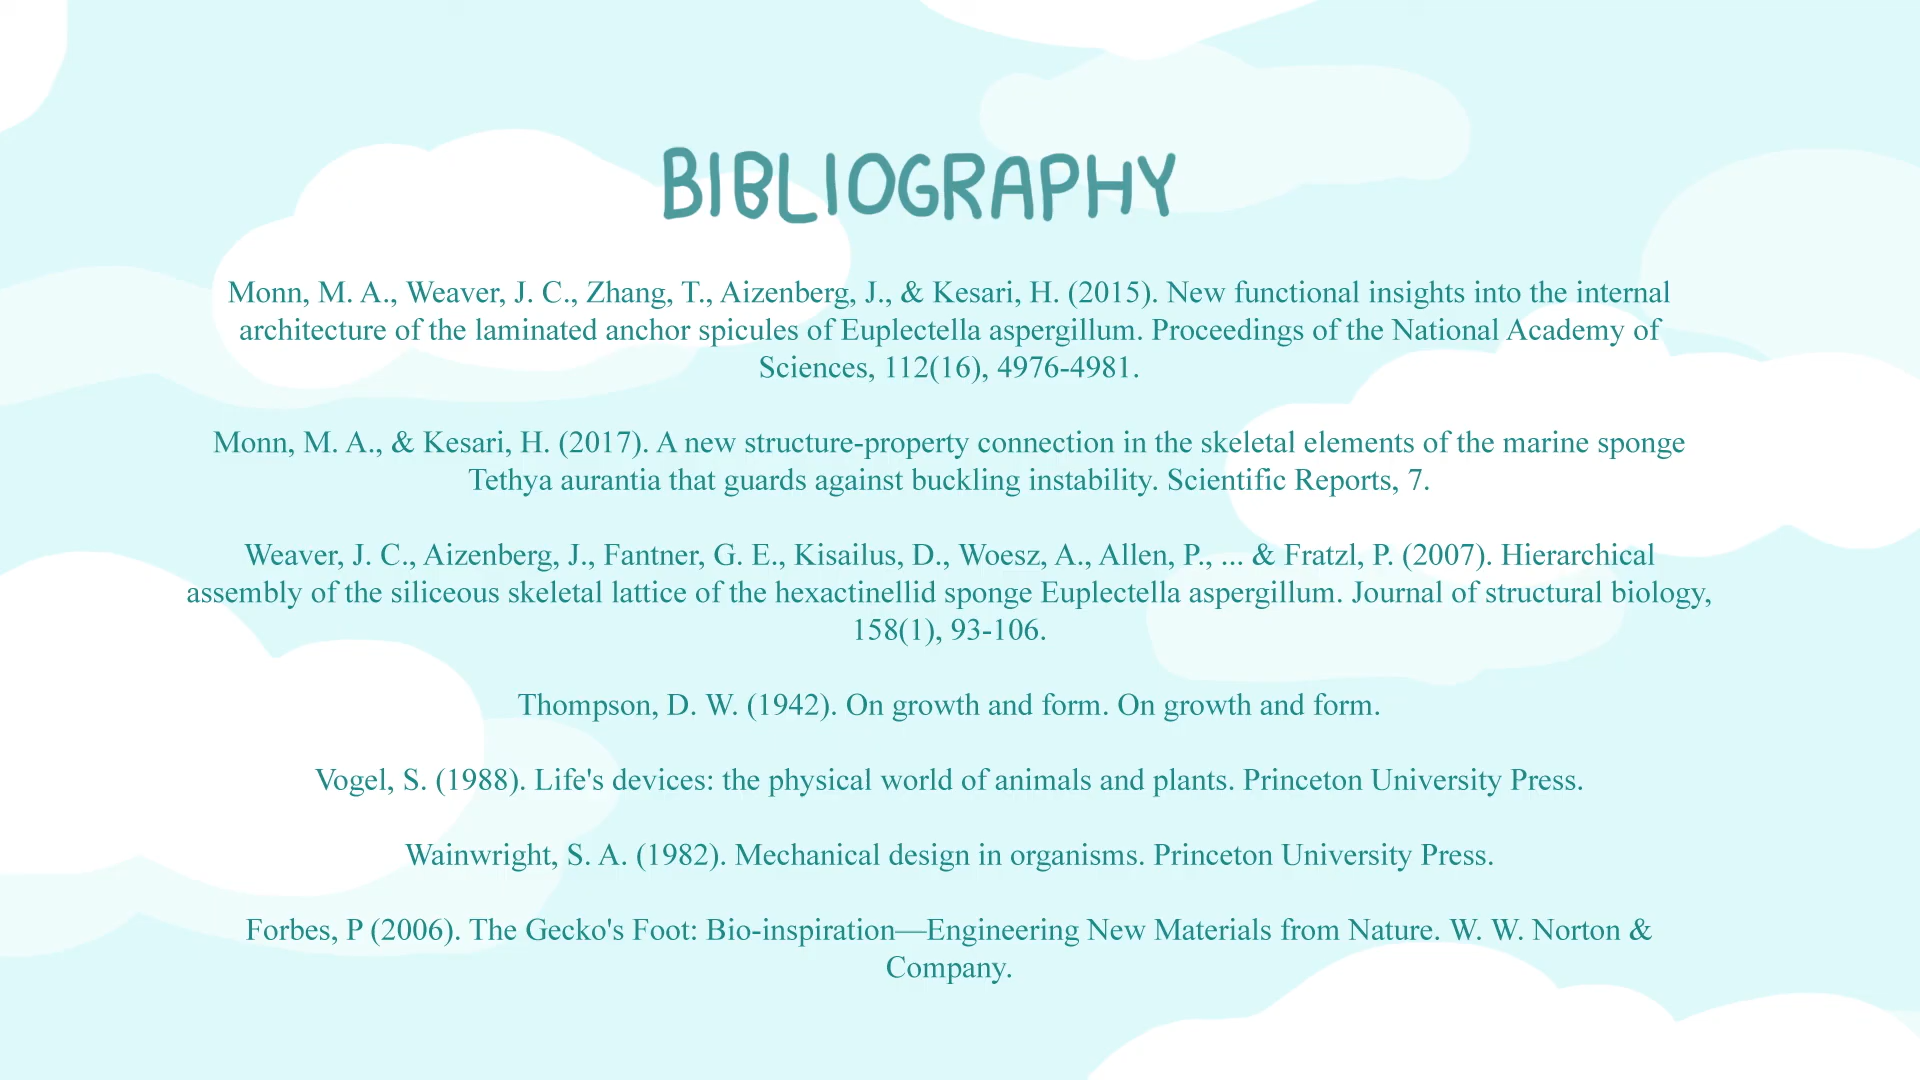 BIBLIOGRAPHY
Monn, M. A., Weaver, J. C., Zhang, T., Aizenberg, J., & Kesari, H. (2015). New functional insights into the internal
architecture of the laminated anchor spicules of Euplectella aspergillum. Proceedings of the National Academy of
Sciences, 112(16), 4976-4981.
Monn, M. A., & Kesari, H. (2017). A new structure-property connection in the skeletal elements of the marine sponge
Tethya aurantia that guards against buckling instability. Scientific Reports, 7.
Weaver, J. C., Aizenberg, J., Fantner, G. E., Kisailus, D., Woesz, A., Allen, P., ... & Fratzl, P. (2007). Hierarchical
assembly of the siliceous skeletal lattice of the hexactinellid sponge Euplectella aspergillum. Journal of structural biology,
158(1), 93-106.
Thompson, D. W. (1942). On growth and form. On growth and form.
Vogel, S. (1988). Life's devices: the physical world of animals and plants. Princeton University Press.
Wainwright, S. A. (1982). Mechanical design in organisms. Princeton University Press.
Forbes, P (2006). The Gecko's Foot: Bio-inspiration—Engineering New Materials from Nature. W. W. Norton &
Company.